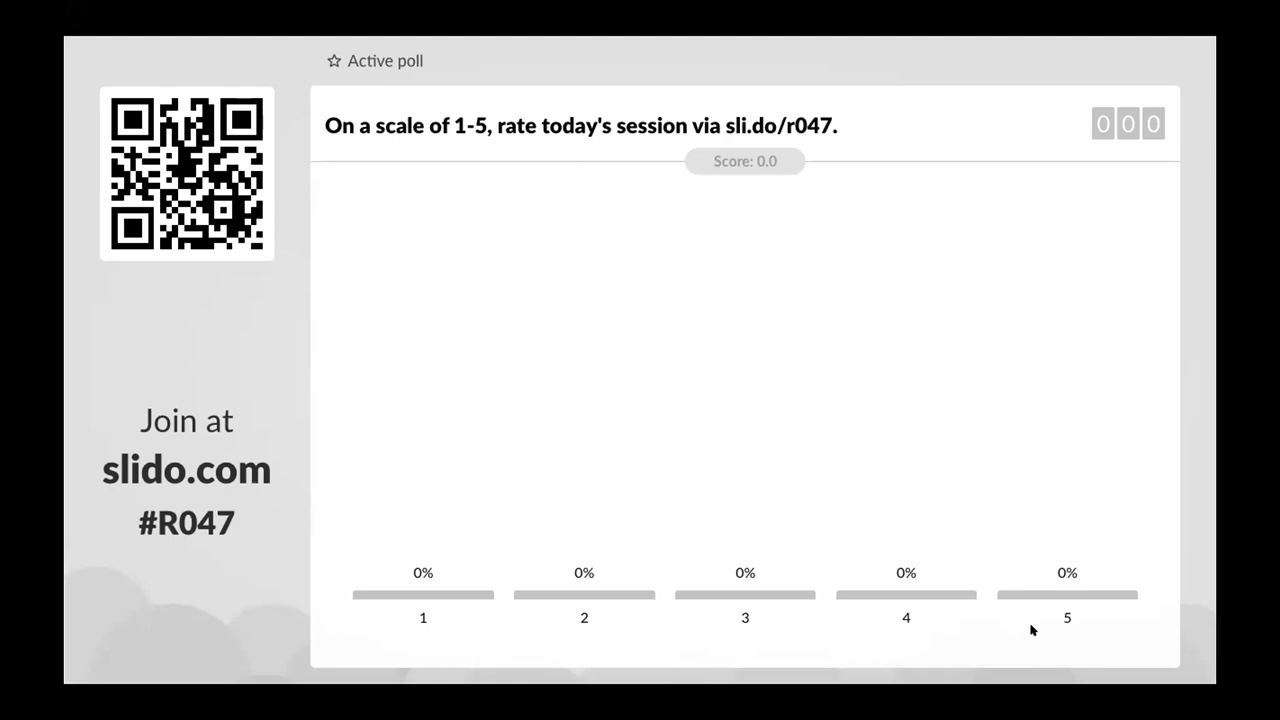 Active poll
On a scale of 1-5, rate today's session via sli.do/r047.
000
Score: 0.0
Join at
slido.com
#R047
0% 0% 0% 0% 0%
1 2 3 4 5